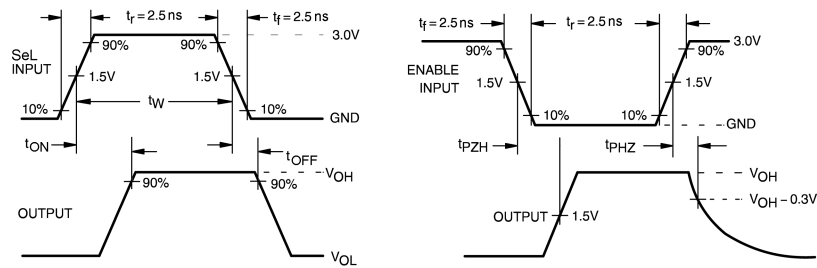 tr = 2.5 ns
tf = 2.5 ns
90%
90%
3.0V
SeL
INPUT
1.5V
1.5V
tW
10%
10%
GND
tON
tOFF
90%
90%
VOH
OUTPUT
VOL
tf = 2.5 ns
tr = 2.5 ns
90%
90%
3.0V
ENABLE
INPUT
1.5V
1.5V
10%
10%
GND
tPZH
tPHZ
VOH
VOH – 0.3V
OUTPUT
1.5V